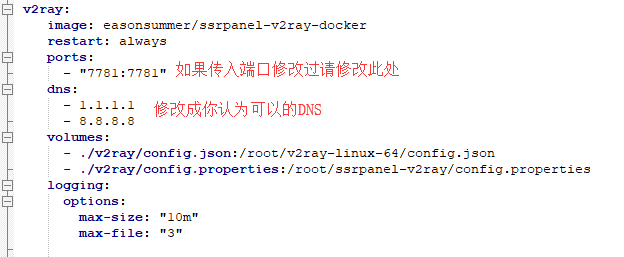 v2ray:
image: easonsummer/ssrpanel-v2ray-docker
restart: always
ports:
- "7781:7781" 如果传入端口修改过请修改此处
dns:
- 1.1.1.1
- 8.8.8.8 修改成你认为可以的DNS
volumes:
- ./v2ray/config.json:/root/v2ray-linux-64/config.json
- ./v2ray/config.properties:/root/ssrpanel-v2ray/config.properties
logging:
options:
max-size: "10m"
max-file: "3"